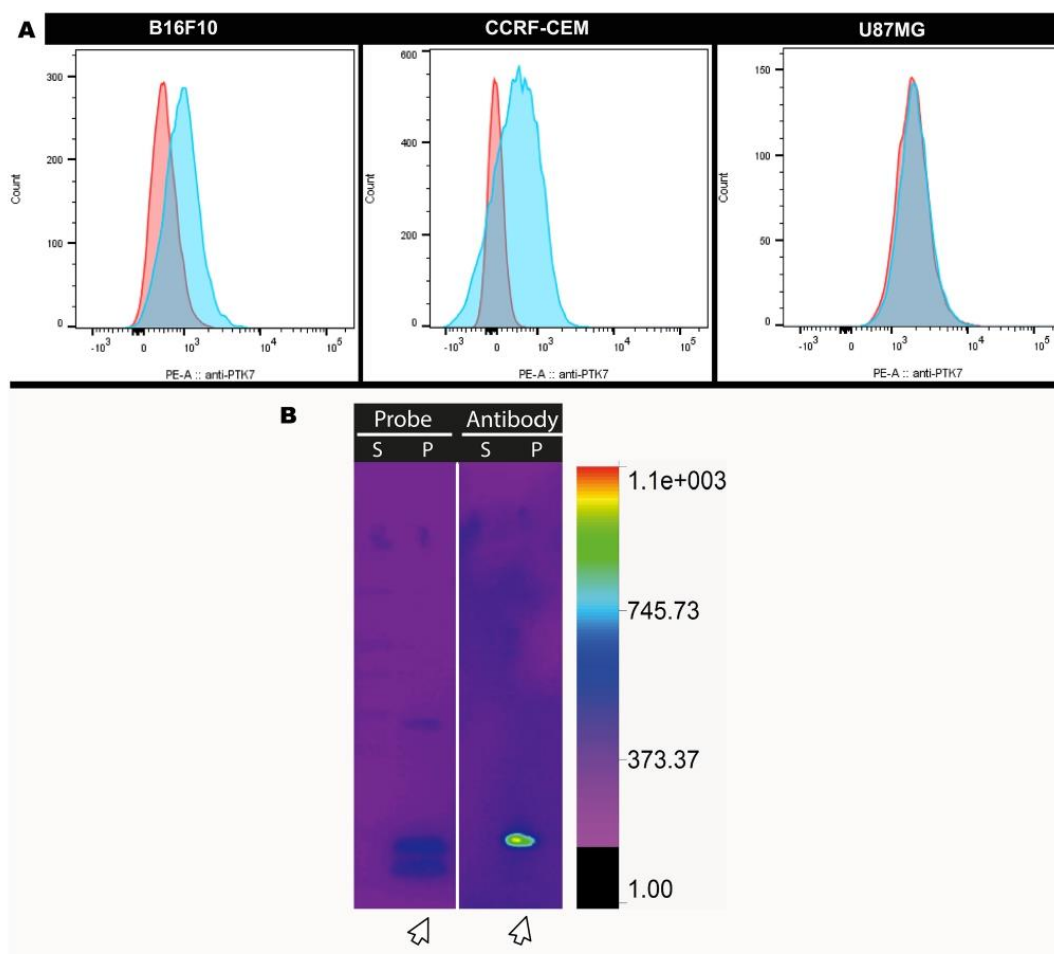 A
B16F10
CCRF-CEM
U87MG
300
200
100
0
Count
-10³ 0 10³ 10⁴ 10⁵
PE-A :: anti-PTK7
600
400
200
0
Count
-10³ 0 10³ 10⁴ 10⁵
PE-A :: anti-PTK7
150
100
50
0
Count
-10³ 0 10³ 10⁴ 10⁵
PE-A :: anti-PTK7
B
Probe Antibody
S P S P
1.1e+003
745.73
373.37
1.00